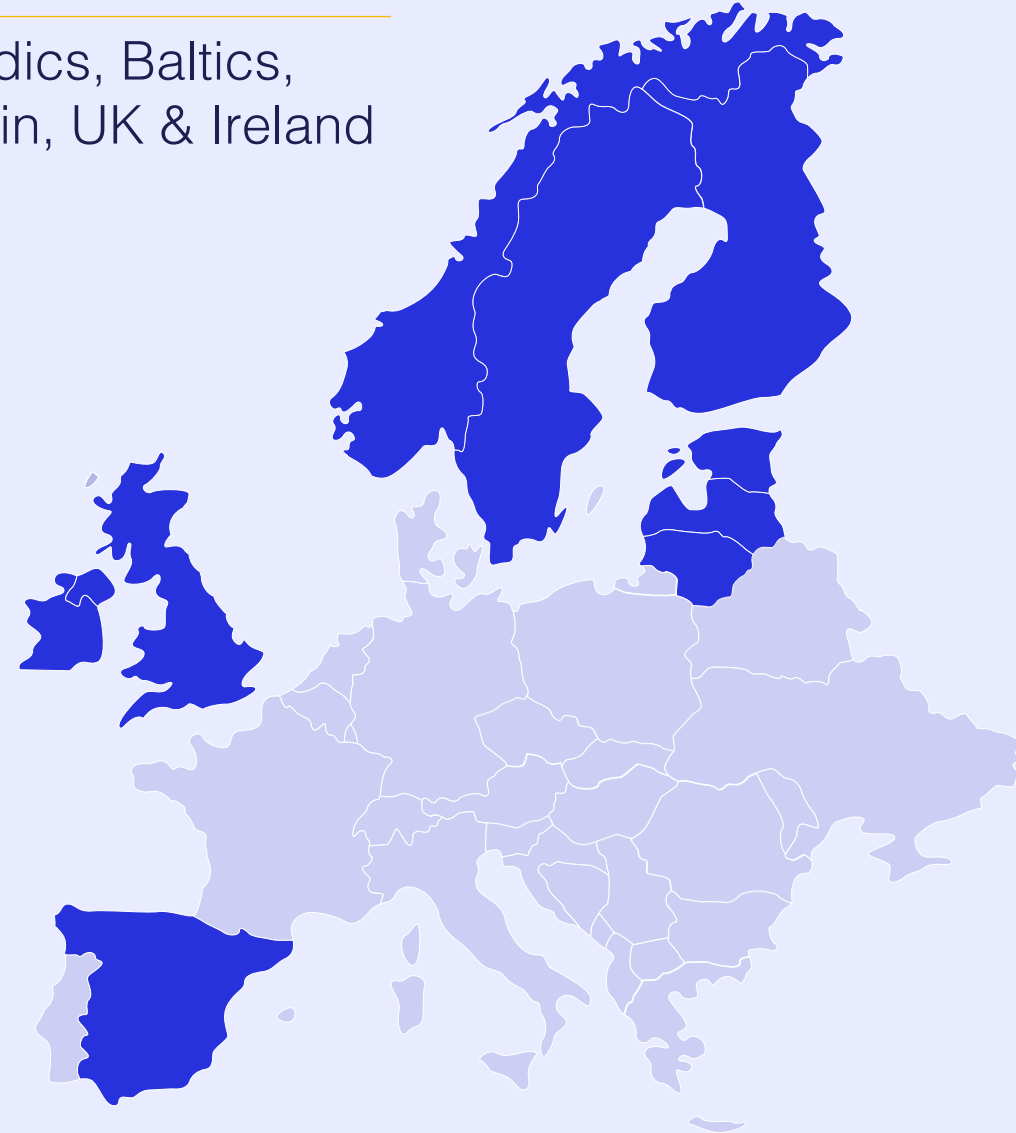 dics, Baltics,
in, UK & Ireland